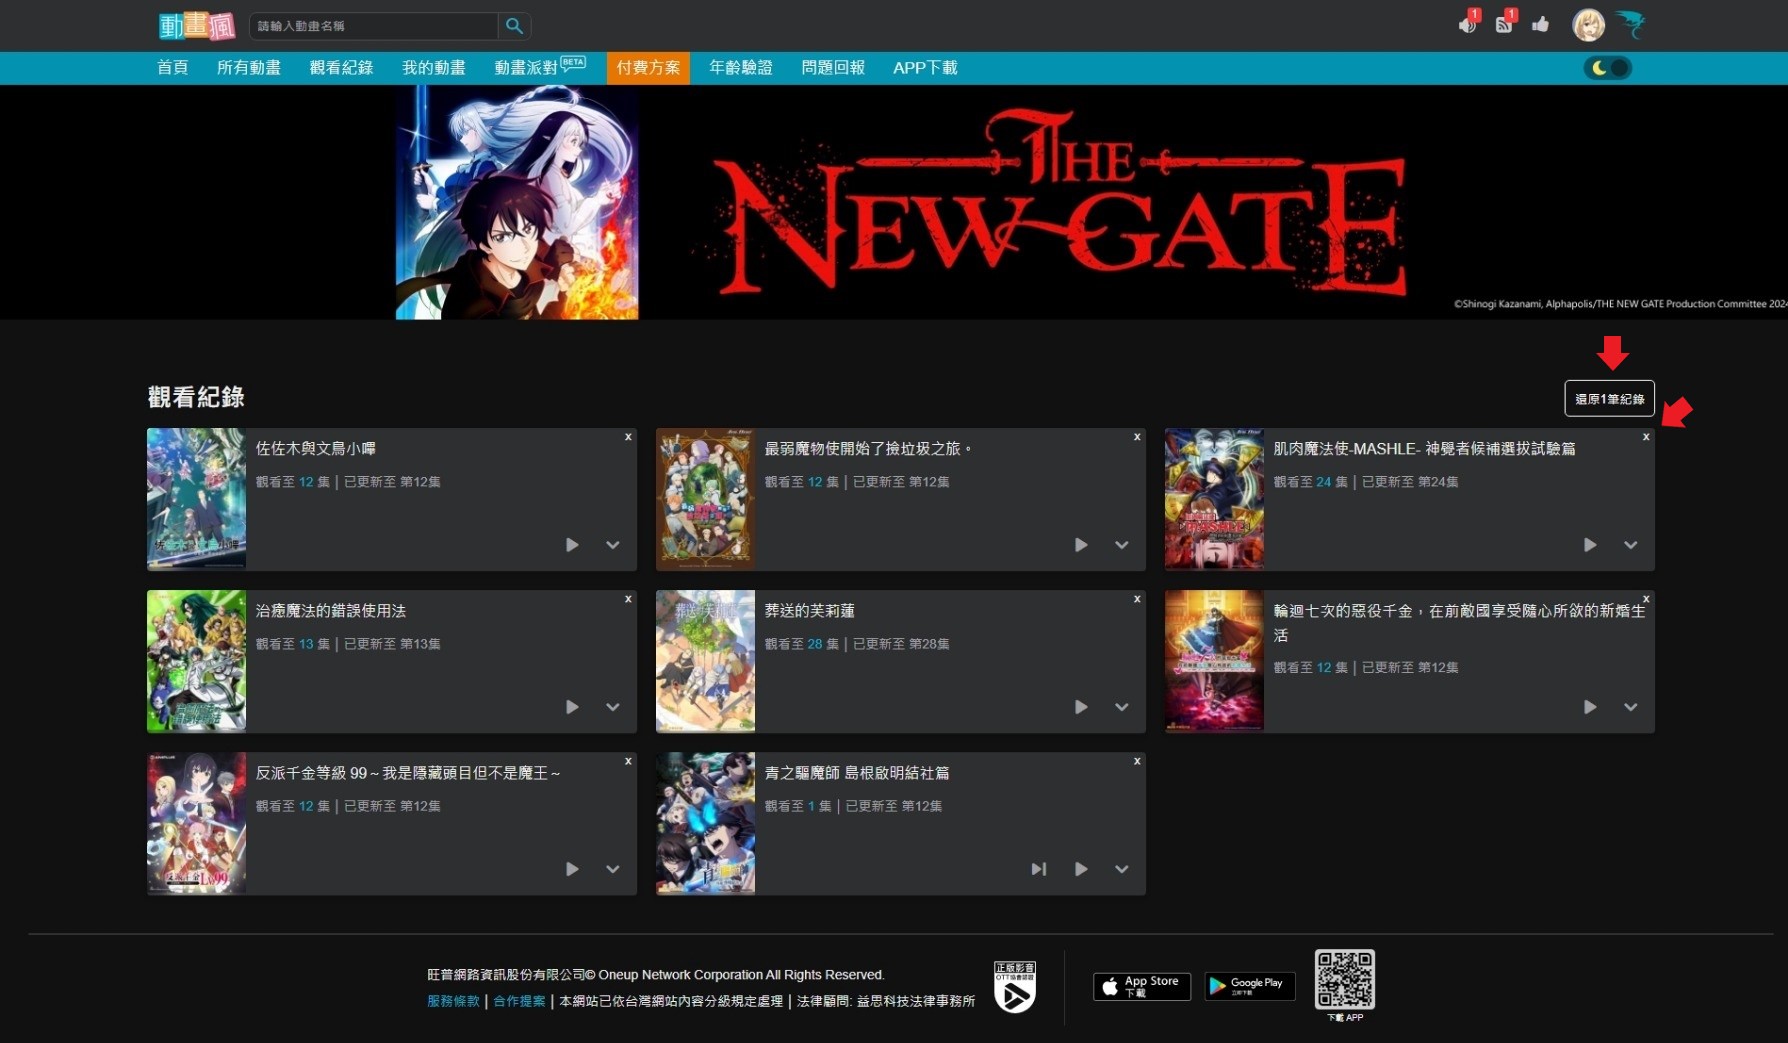 動畫瘋
請輸入動畫名稱
1
1
首頁 所有動畫 觀看紀錄 我的動畫 動畫派對 BETA 付費方案 年齡驗證 問題回報 APP下載
THE
NEW GATE
©Shinogi Kazanami, Alphapolis/THE NEW GATE Production Committee 2024
觀看紀錄
還原1筆紀錄
佐佐木與文鳥小嗶
x
觀看至 12 集 | 已更新至 第12集
最弱魔物使開始了撿垃圾之旅。
x
觀看至 12 集 | 已更新至 第12集
肌肉魔法使-MASHLE- 神覺者候補選拔試驗篇
x
觀看至 24 集 | 已更新至 第24集
MASHLE
治癒魔法的錯誤使用法
x
觀看至 13 集 | 已更新至 第13集
葬送的芙莉蓮
x
觀看至 28 集 | 已更新至 第28集
輪迴七次的惡役千金，在前敵國享受隨心所欲的新婚生
活
x
觀看至 12 集 | 已更新至 第12集
反派千金等級 99～我是隱藏頭目但不是魔王～
x
觀看至 12 集 | 已更新至 第12集
青之驅魔師 島根啟明結社篇
x
觀看至 1 集 | 已更新至 第12集
旺普網路資訊股份有限公司© Oneup Network Corporation All Rights Reserved.
服務條款 | 合作提案 | 本網站已依台灣網站內容分級規定處理 | 法律顧問: 益思科技法律事務所
正版影音
OTT協會認證
App Store
下載
Google Play
立即下載
下載 APP